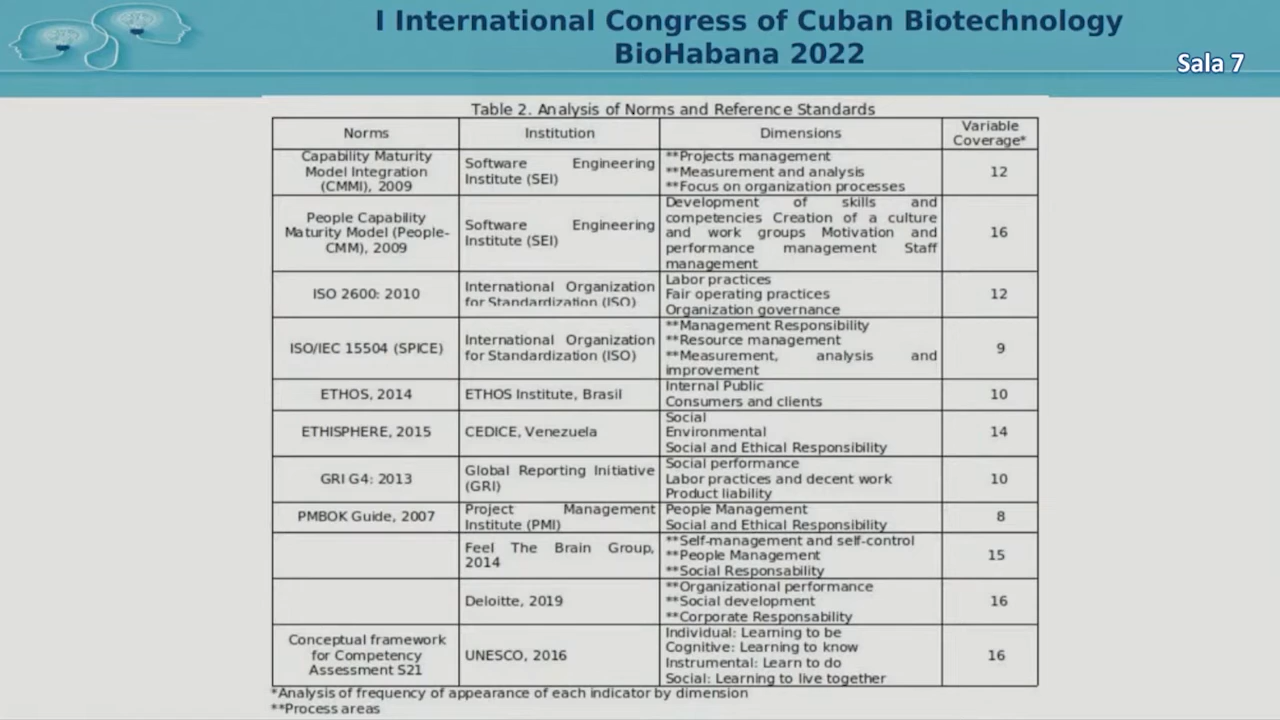 I International Congress of Cuban Biotechnology
BioHabana 2022
Sala 7
Table 2. Analysis of Norms and Reference Standards
Norms
Institution
Dimensions
Variable
Coverage*
Capability Maturity
Model Integration
(CMMI), 2009
Software Engineering
Institute (SEI)
**Projects management
**Measurement and analysis
**Focus on organization processes
12
People Capability
Maturity Model (People-
CMM), 2009
Software Engineering
Institute (SEI)
Development of skills and
competencies Creation of a culture
and work groups Motivation and
performance management Staff
management
16
ISO 2600: 2010
International Organization
for Standardization (ISO)
Labor practices
Fair operating practices
Organization governance
12
ISO/IEC 15504 (SPICE)
International Organization
for Standardization (ISO)
**Management Responsibility
**Resource management
**Measurement, analysis and
improvement
9
ETHOS, 2014
ETHOS Institute, Brasil
Internal Public
Consumers and clients
10
ETHISPHERE, 2015
CEDICE, Venezuela
Social
Environmental
Social and Ethical Responsibility
14
GRI G4: 2013
Global Reporting Initiative
(GRI)
Social performance
Labor practices and decent work
Product liability
10
PMBOK Guide, 2007
Project Management
Institute (PMI)
People Management
Social and Ethical Responsibility
8
Feel The Brain Group,
2014
**Self-management and self-control
**People Management
**Social Responsability
15
Deloitte, 2019
**Organizational performance
**Social development
**Corporate Responsability
16
Conceptual framework
for Competency
Assessment S21
UNESCO, 2016
Individual: Learning to be
Cognitive: Learning to know
Instrumental: Learn to do
Social: Learning to live together
16
*Analysis of frequency of appearance of each indicator by dimension
**Process areas